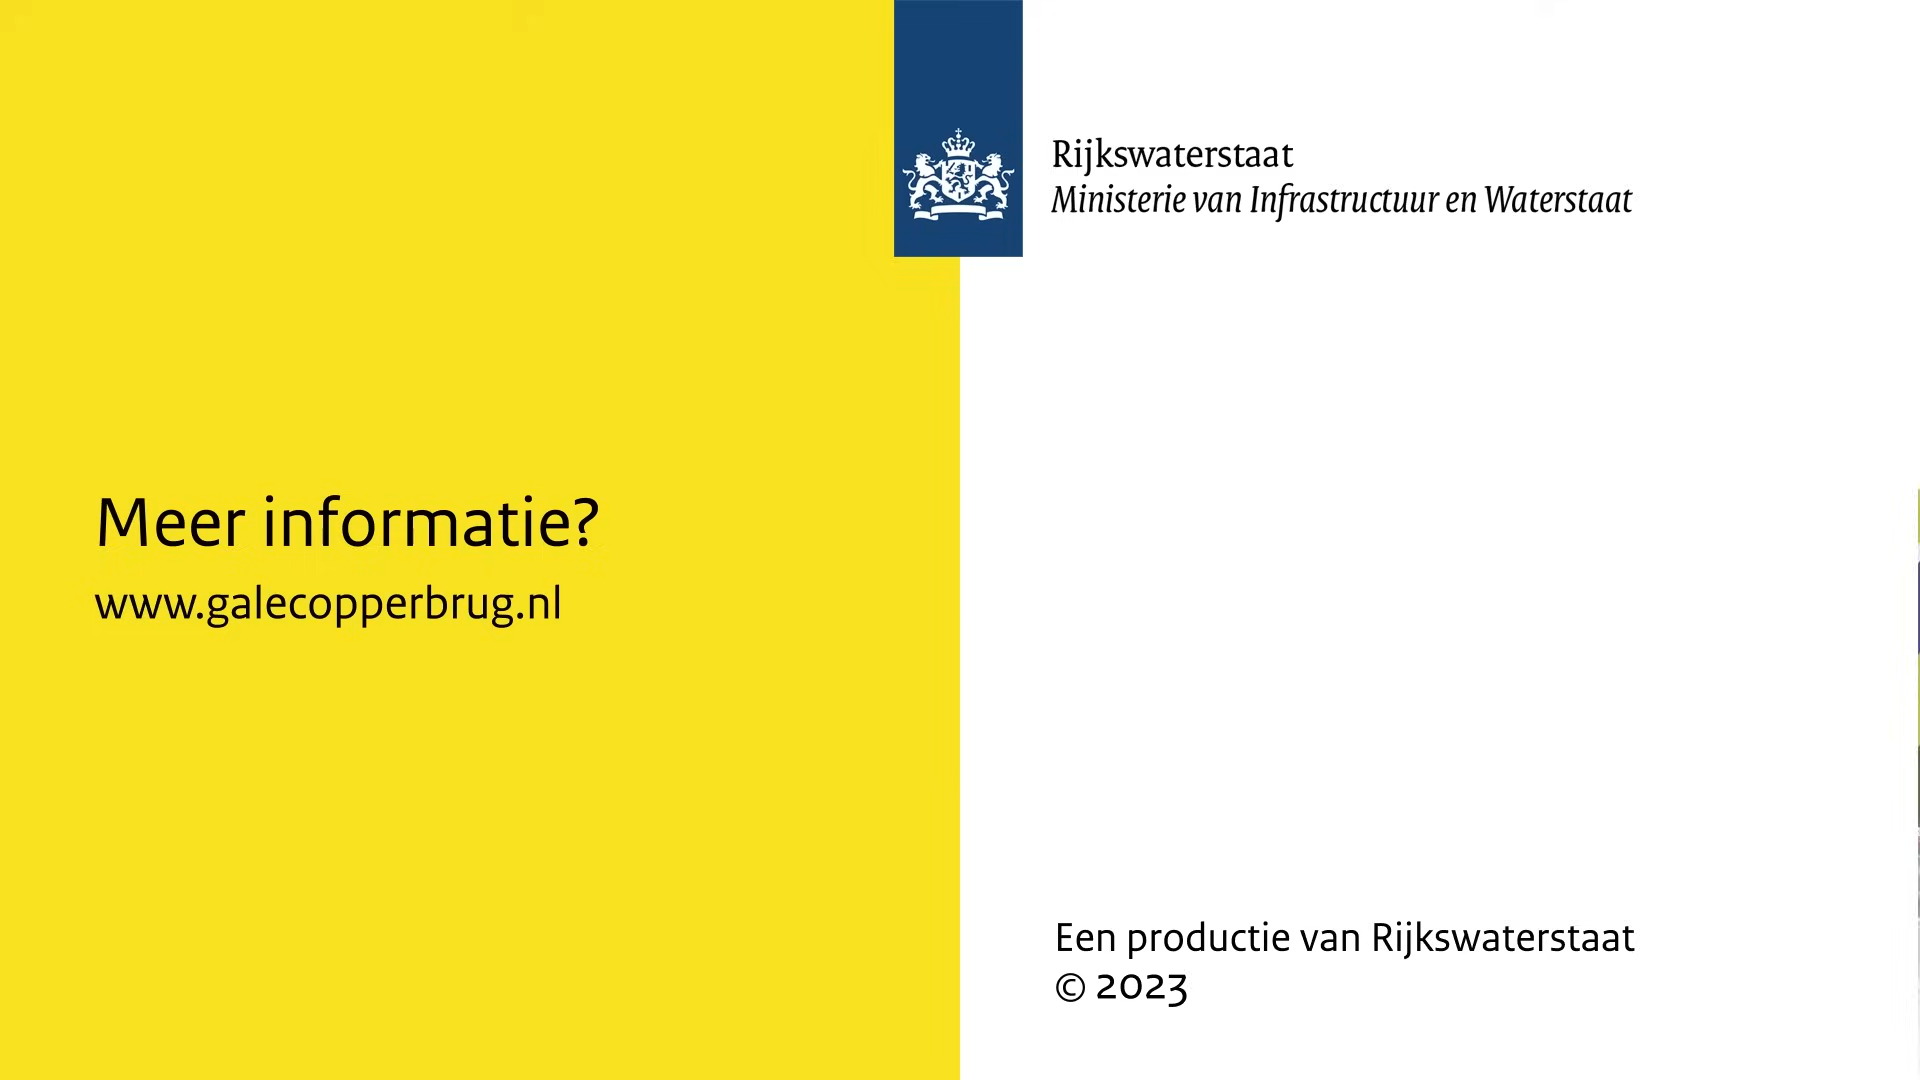 Rijkswaterstaat
Ministerie van Infrastructuur en Waterstaat
Meer informatie?
www.galecopperbrug.nl
Een productie van Rijkswaterstaat
© 2023